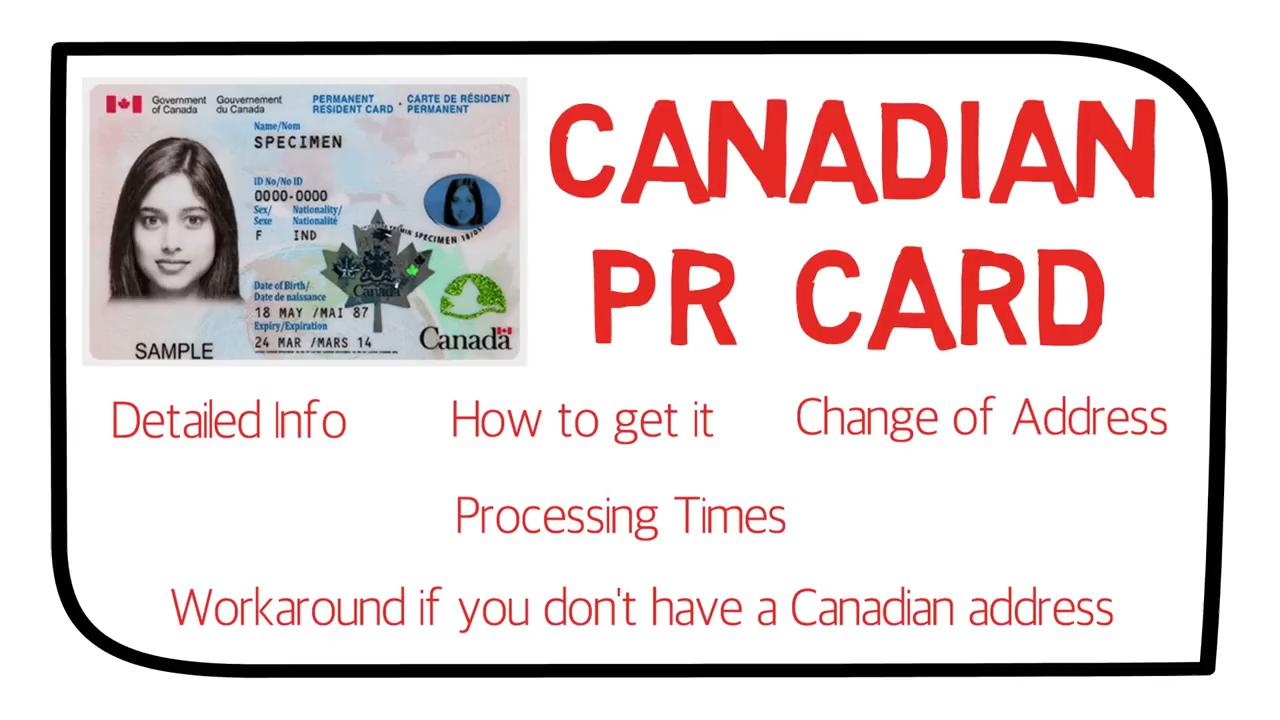 Government of Canada
Gouvernement du Canada
PERMANENT RESIDENT CARD
CARTE DE RÉSIDENT PERMANENT
Name/Nom
SPECIMEN
ID No/No ID
0000-0000
Sex/Sexe Nationality/Nationalité
F IND
Date of Birth/
Date de naissance
18 MAY /MAI 87
Expiry/Expiration
24 MAR /MARS 14
SAMPLE
Canada
Canada
SPECIMEN
CANADIAN
PR CARD
Detailed Info
How to get it
Change of Address
Processing Times
Workaround if you don't have a Canadian address